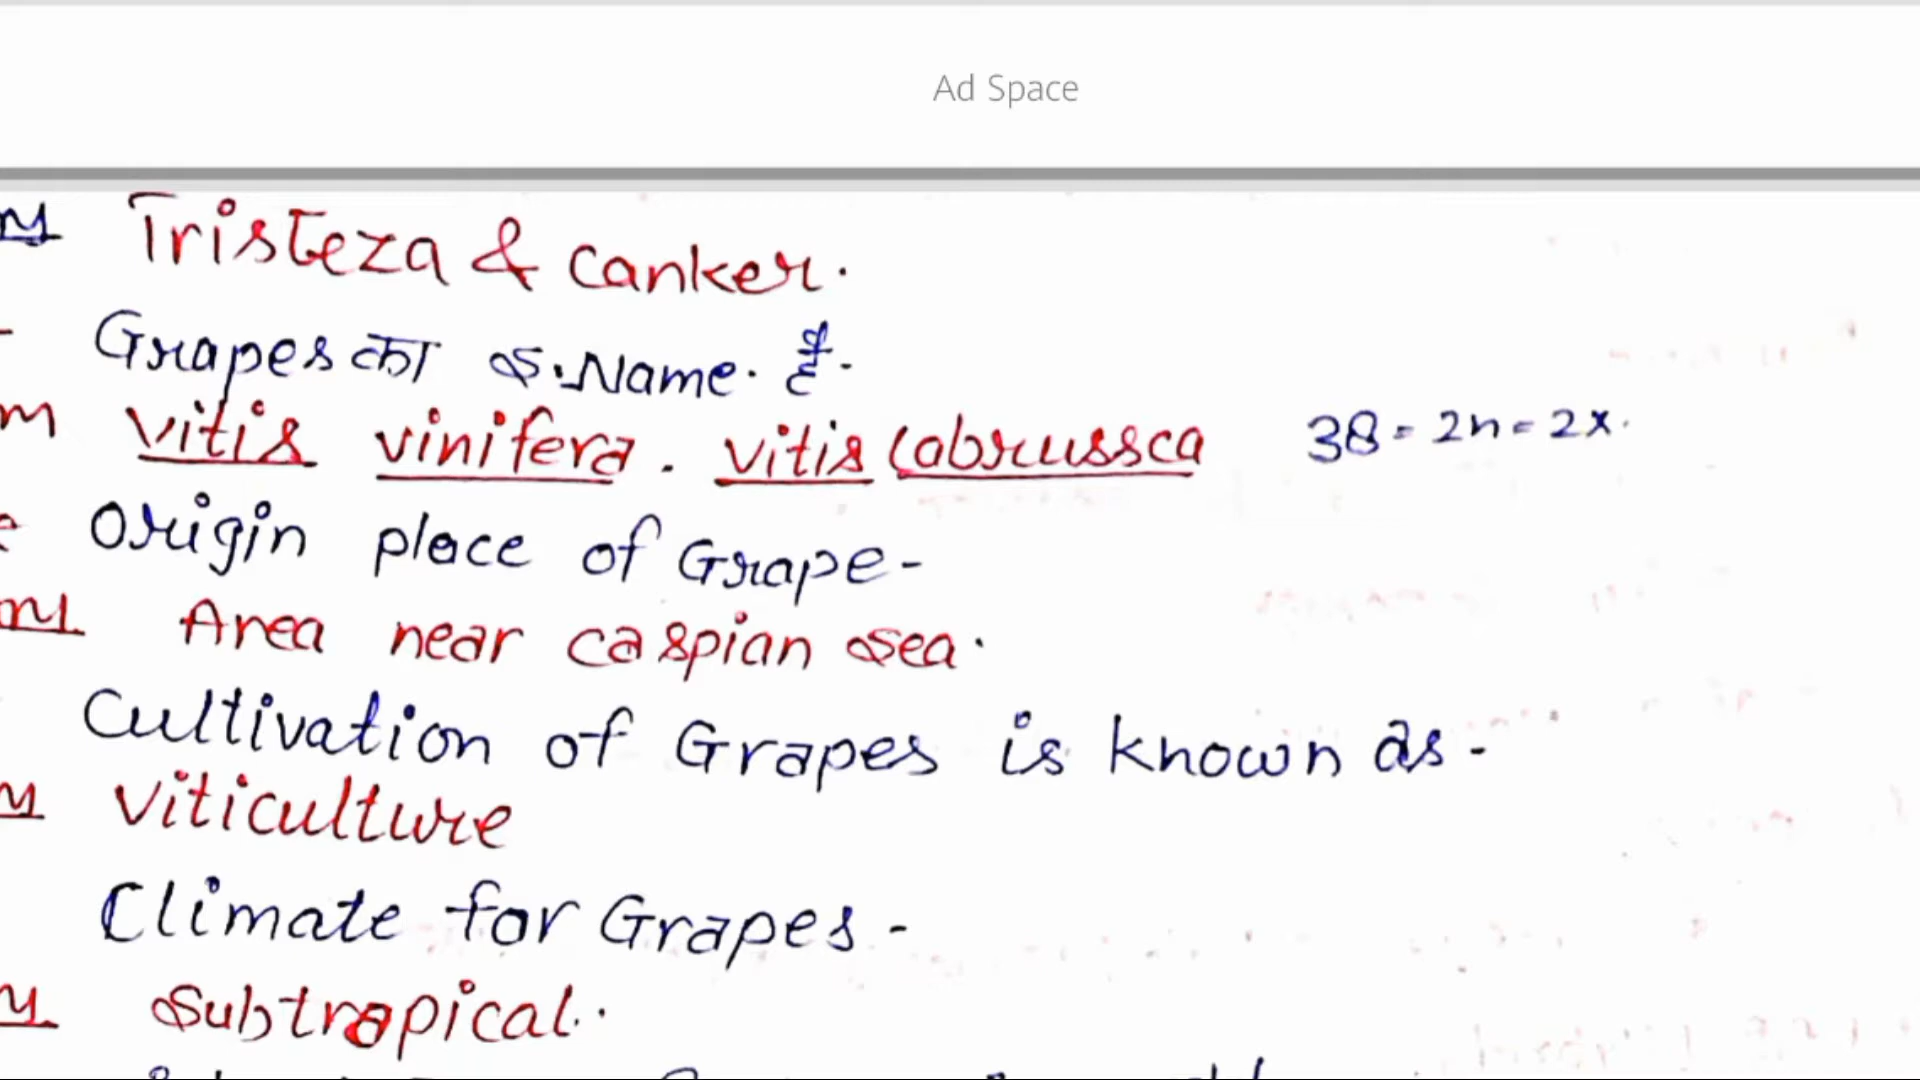 Ad Space
Tristeza & canker.
Grapes का S. Name. है.
vitis vinifera. vitis labrussca 38 = 2n = 2x.
Origin place of Grape-
Area near caspian sea.
Cultivation of Grapes is known as -
Viticulture
Climate for Grapes -
Subtropical.